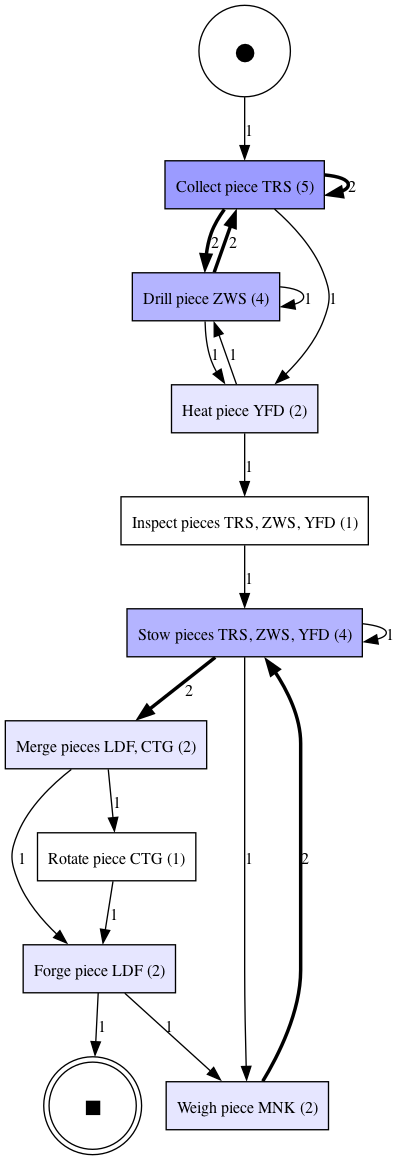 1
Collect piece TRS (5)
2
2
2
1
Drill piece ZWS (4)
1
1
1
Heat piece YFD (2)
1
Inspect pieces TRS, ZWS, YFD (1)
1
Stow pieces TRS, ZWS, YFD (4)
1
2
Merge pieces LDF, CTG (2)
1
1
1
2
Rotate piece CTG (1)
1
Forge piece LDF (2)
1
1
Weigh piece MNK (2)